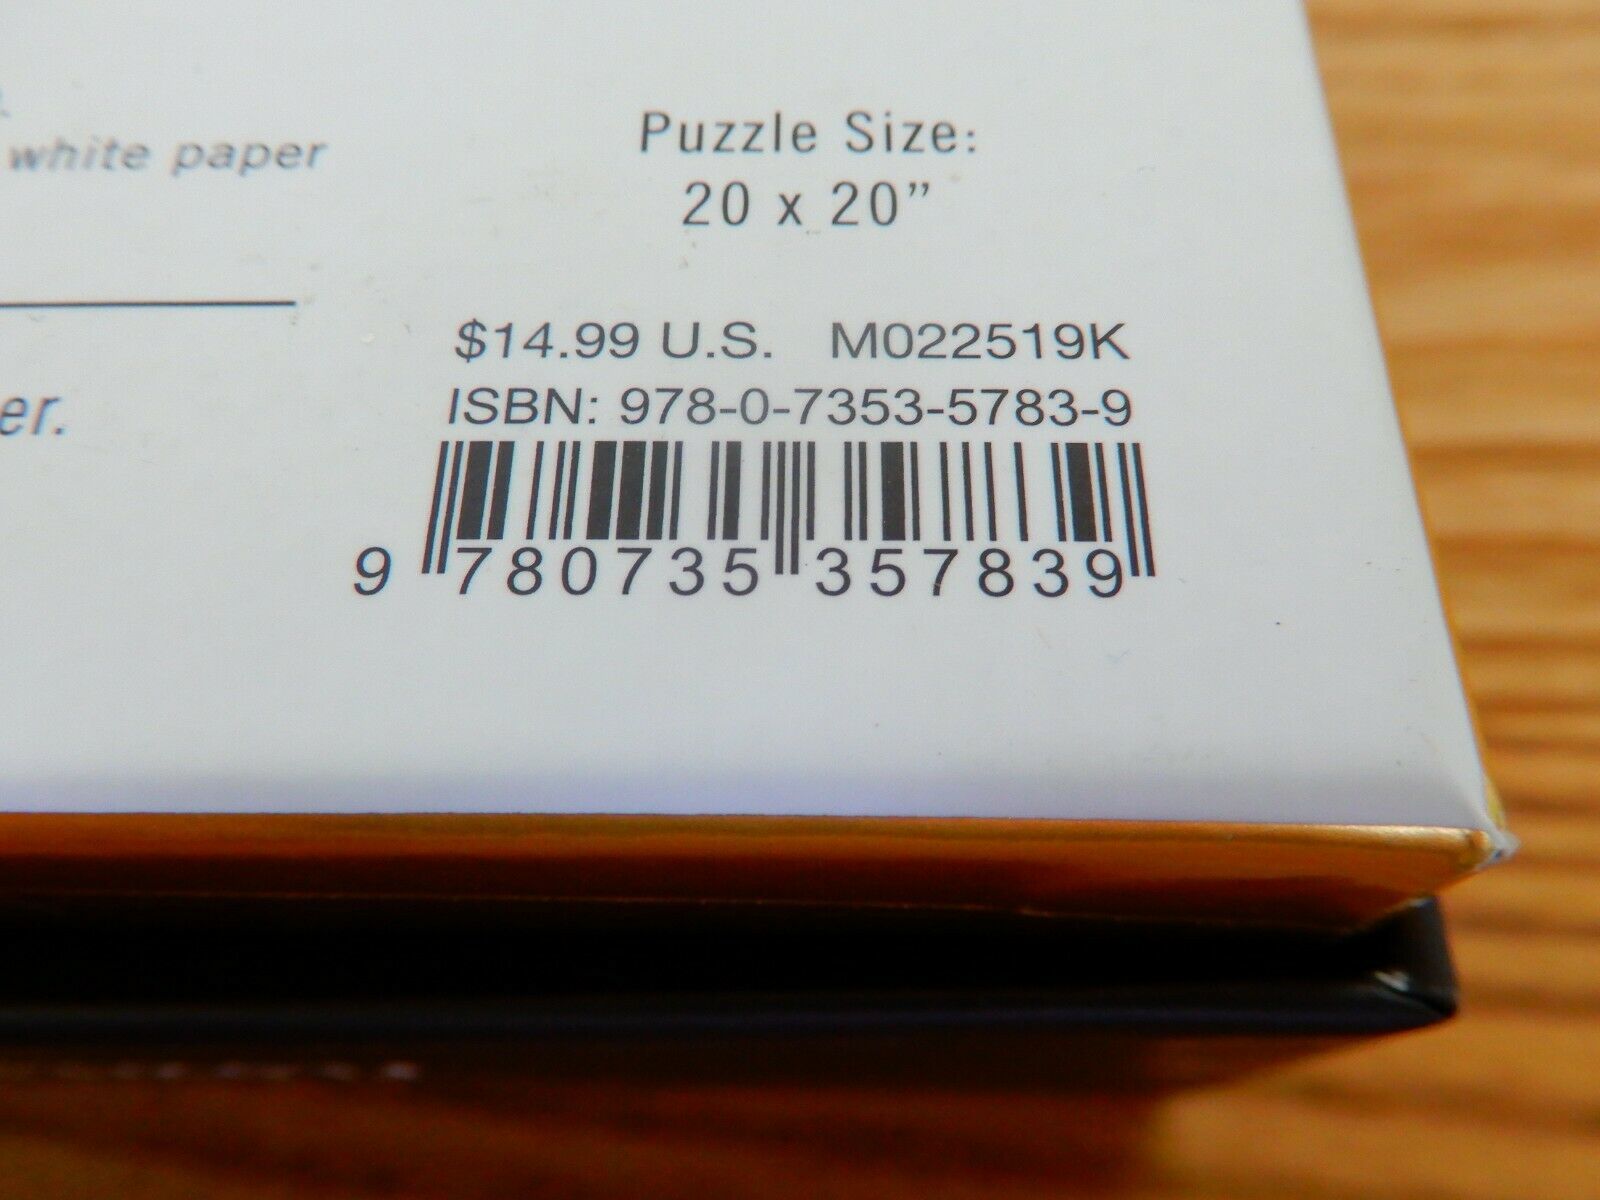 white paper
er.
Puzzle Size:
20 x 20”
$14.99 U.S. M022519K
ISBN: 978-0-7353-5783-9
9 780735 357839